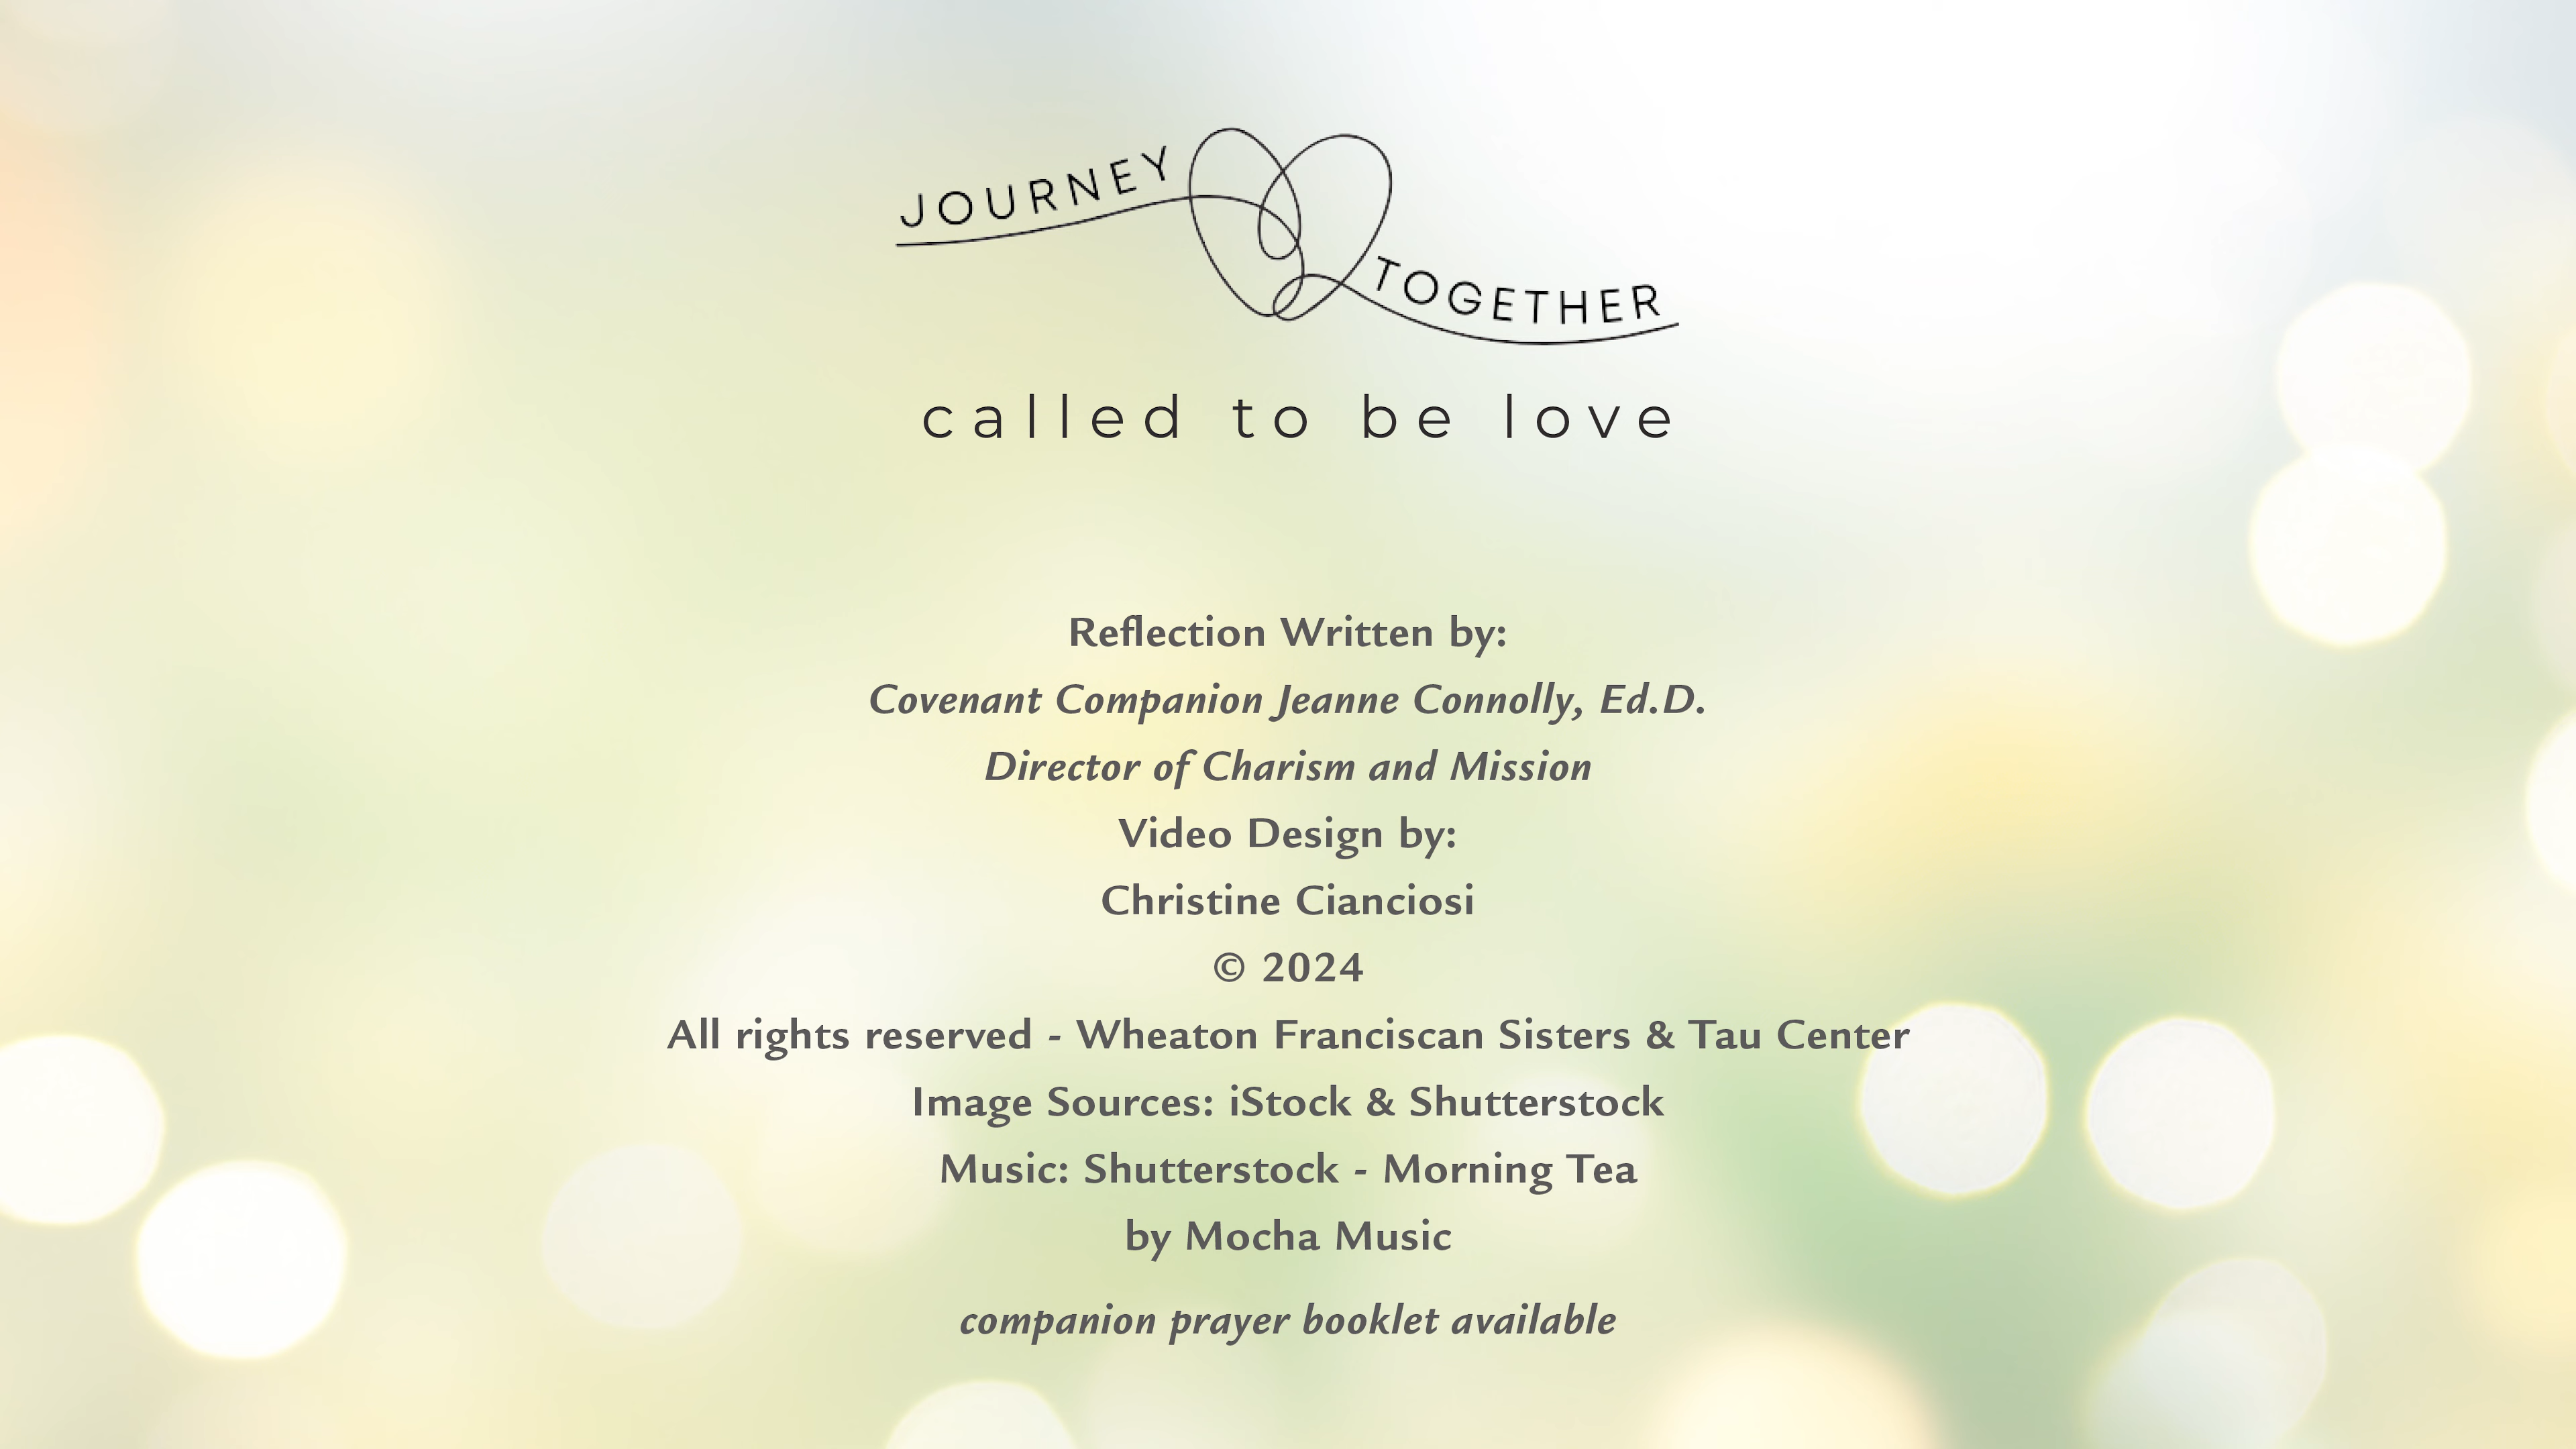 JOURNEY
TOGETHER
called to be love
Reflection Written by:
Covenant Companion Jeanne Connolly, Ed.D.
Director of Charism and Mission
Video Design by:
Christine Cianciosi
© 2024
All rights reserved - Wheaton Franciscan Sisters & Tau Center
Image Sources: iStock & Shutterstock
Music: Shutterstock - Morning Tea
by Mocha Music
companion prayer booklet available